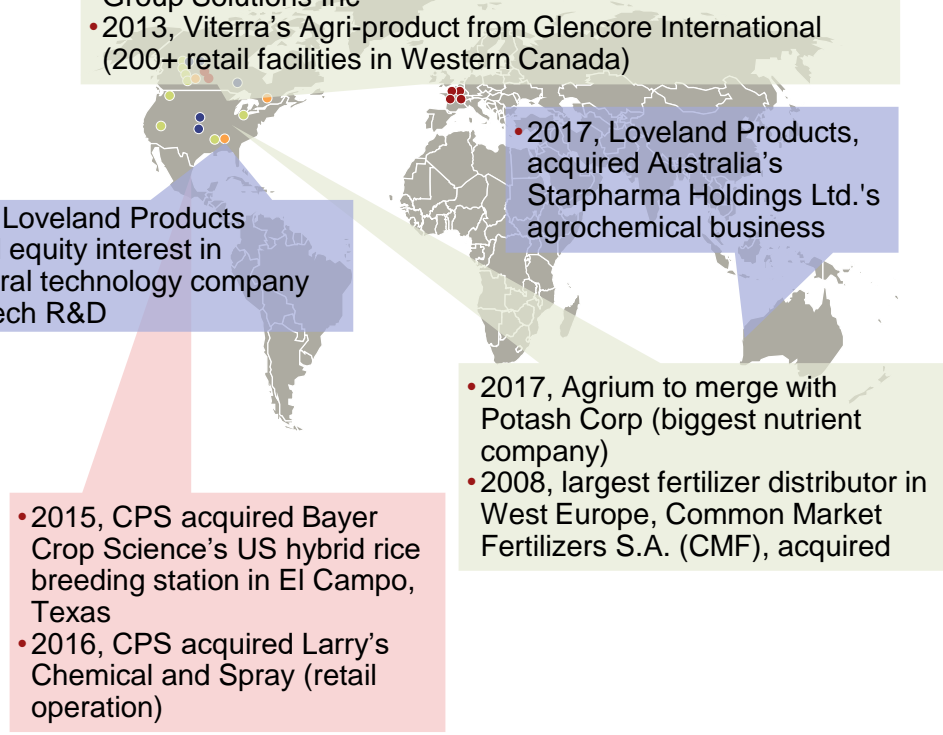 Group Solutions Inc
• 2013, Viterra’s Agri-product from Glencore International
(200+ retail facilities in Western Canada)
• 2017, Loveland Products,
acquired Australia’s
Starpharma Holdings Ltd.'s
agrochemical business
Loveland Products
equity interest in
ral technology company
ech R&D
• 2017, Agrium to merge with
Potash Corp (biggest nutrient
company)
• 2008, largest fertilizer distributor in
West Europe, Common Market
Fertilizers S.A. (CMF), acquired
• 2015, CPS acquired Bayer
Crop Science’s US hybrid rice
breeding station in El Campo,
Texas
• 2016, CPS acquired Larry’s
Chemical and Spray (retail
operation)